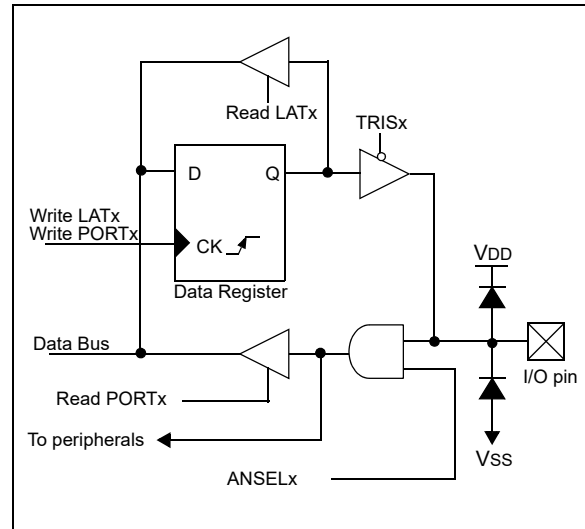 Read LATx
TRISx
D
Q
Write LATx
Write PORTx
CK
Data Register
VDD
Data Bus
I/O pin
Read PORTx
To peripherals
VSS
ANSELx